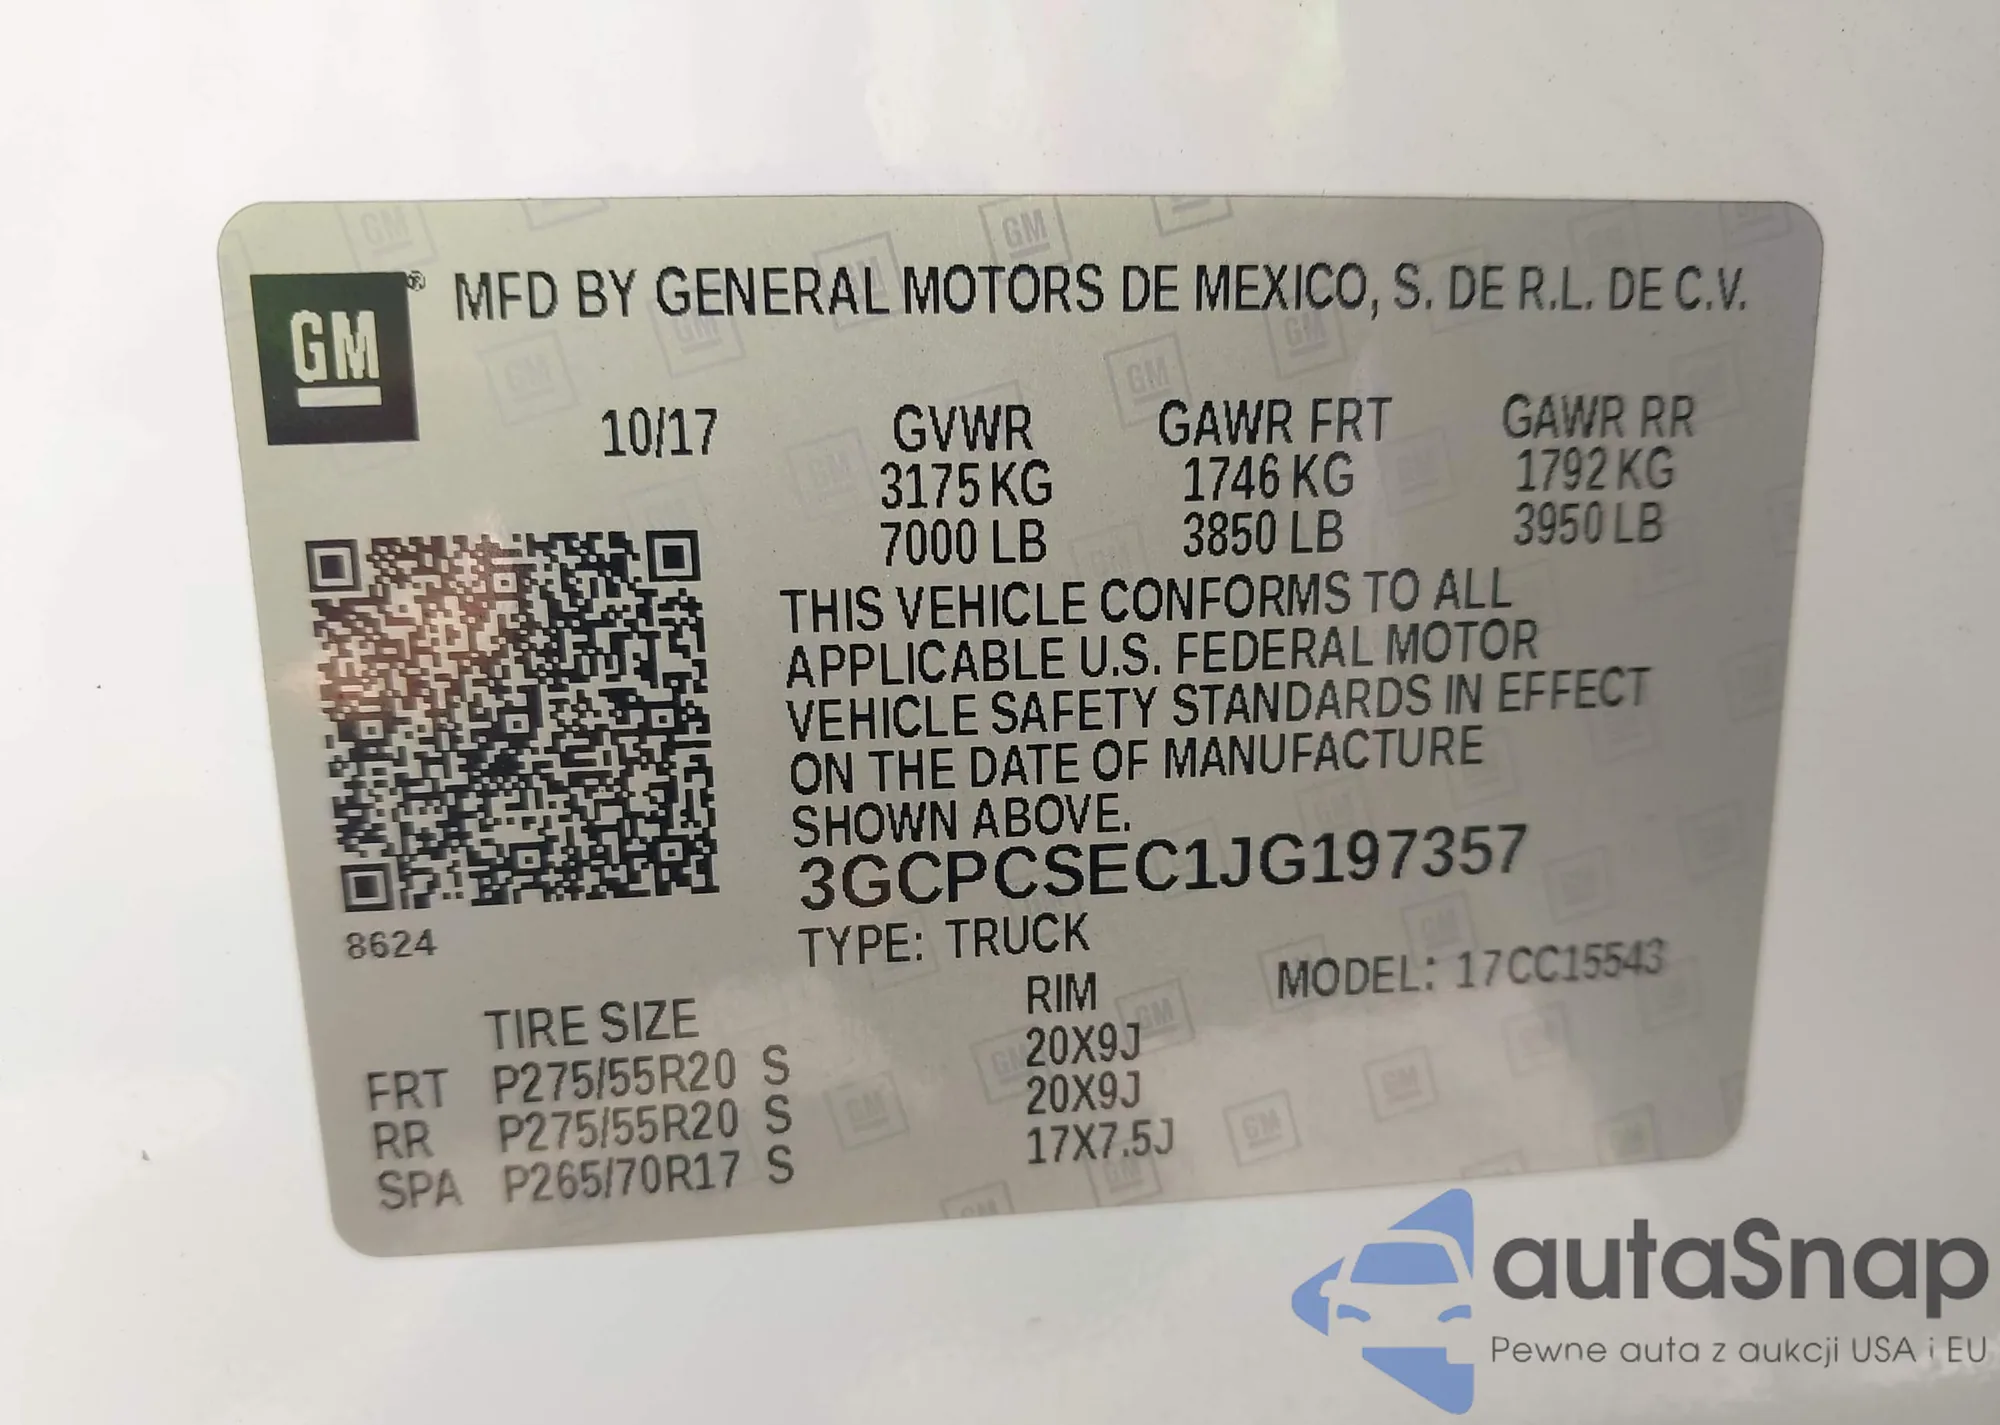 GM® MFD BY GENERAL MOTORS DE MEXICO, S. DE R.L. DE C.V.
10/17 GVWR GAWR FRT GAWR RR
3175 KG 1746 KG 1792 KG
7000 LB 3850 LB 3950 LB
THIS VEHICLE CONFORMS TO ALL
APPLICABLE U.S. FEDERAL MOTOR
VEHICLE SAFETY STANDARDS IN EFFECT
ON THE DATE OF MANUFACTURE
SHOWN ABOVE.
3GCPCSEC1JG197357
8624
TYPE: TRUCK MODEL: 17CC15543
TIRE SIZE RIM
FRT P275/55R20 S 20X9J
RR P275/55R20 S 20X9J
SPA P265/70R17 S 17X7.5J
autaSnap
Pewne auta z aukcji USA i EU